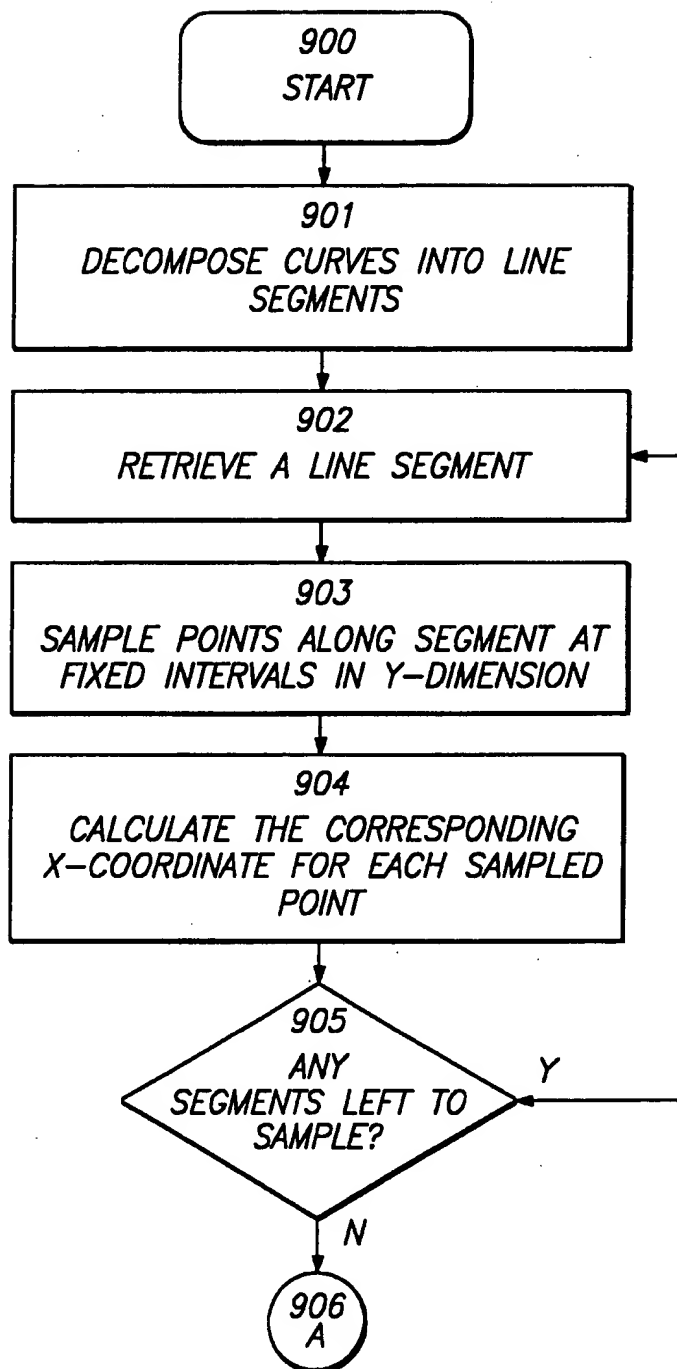 900
START
901
DECOMPOSE CURVES INTO LINE
SEGMENTS
902
RETRIEVE A LINE SEGMENT
903
SAMPLE POINTS ALONG SEGMENT AT
FIXED INTERVALS IN Y-DIMENSION
904
CALCULATE THE CORRESPONDING
X-COORDINATE FOR EACH SAMPLED
POINT
905
ANY
SEGMENTS LEFT TO
SAMPLE?
Y
N
906
A